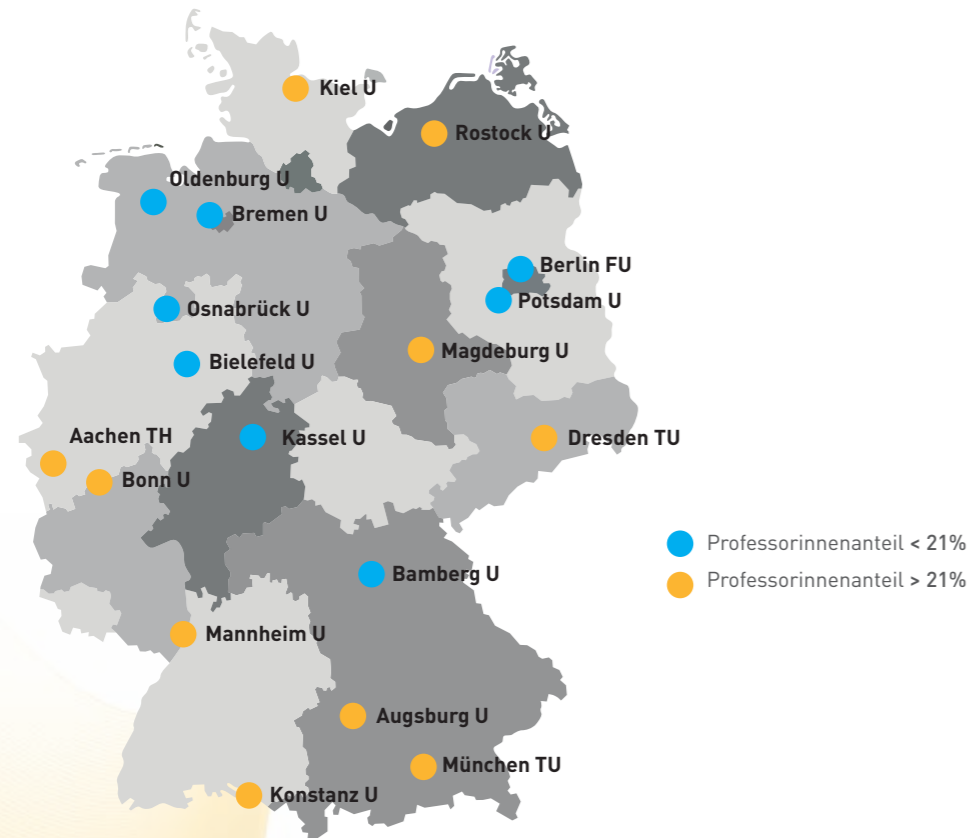 Kiel U
Rostock U
Oldenburg U
Bremen U
Berlin FU
Potsdam U
Osnabrück U
Magdeburg U
Bielefeld U
Aachen TH
Kassel U
Dresden TU
Bonn U
Professorinnenanteil < 21%
Professorinnenanteil > 21%
Bamberg U
Mannheim U
Augsburg U
München TU
Konstanz U